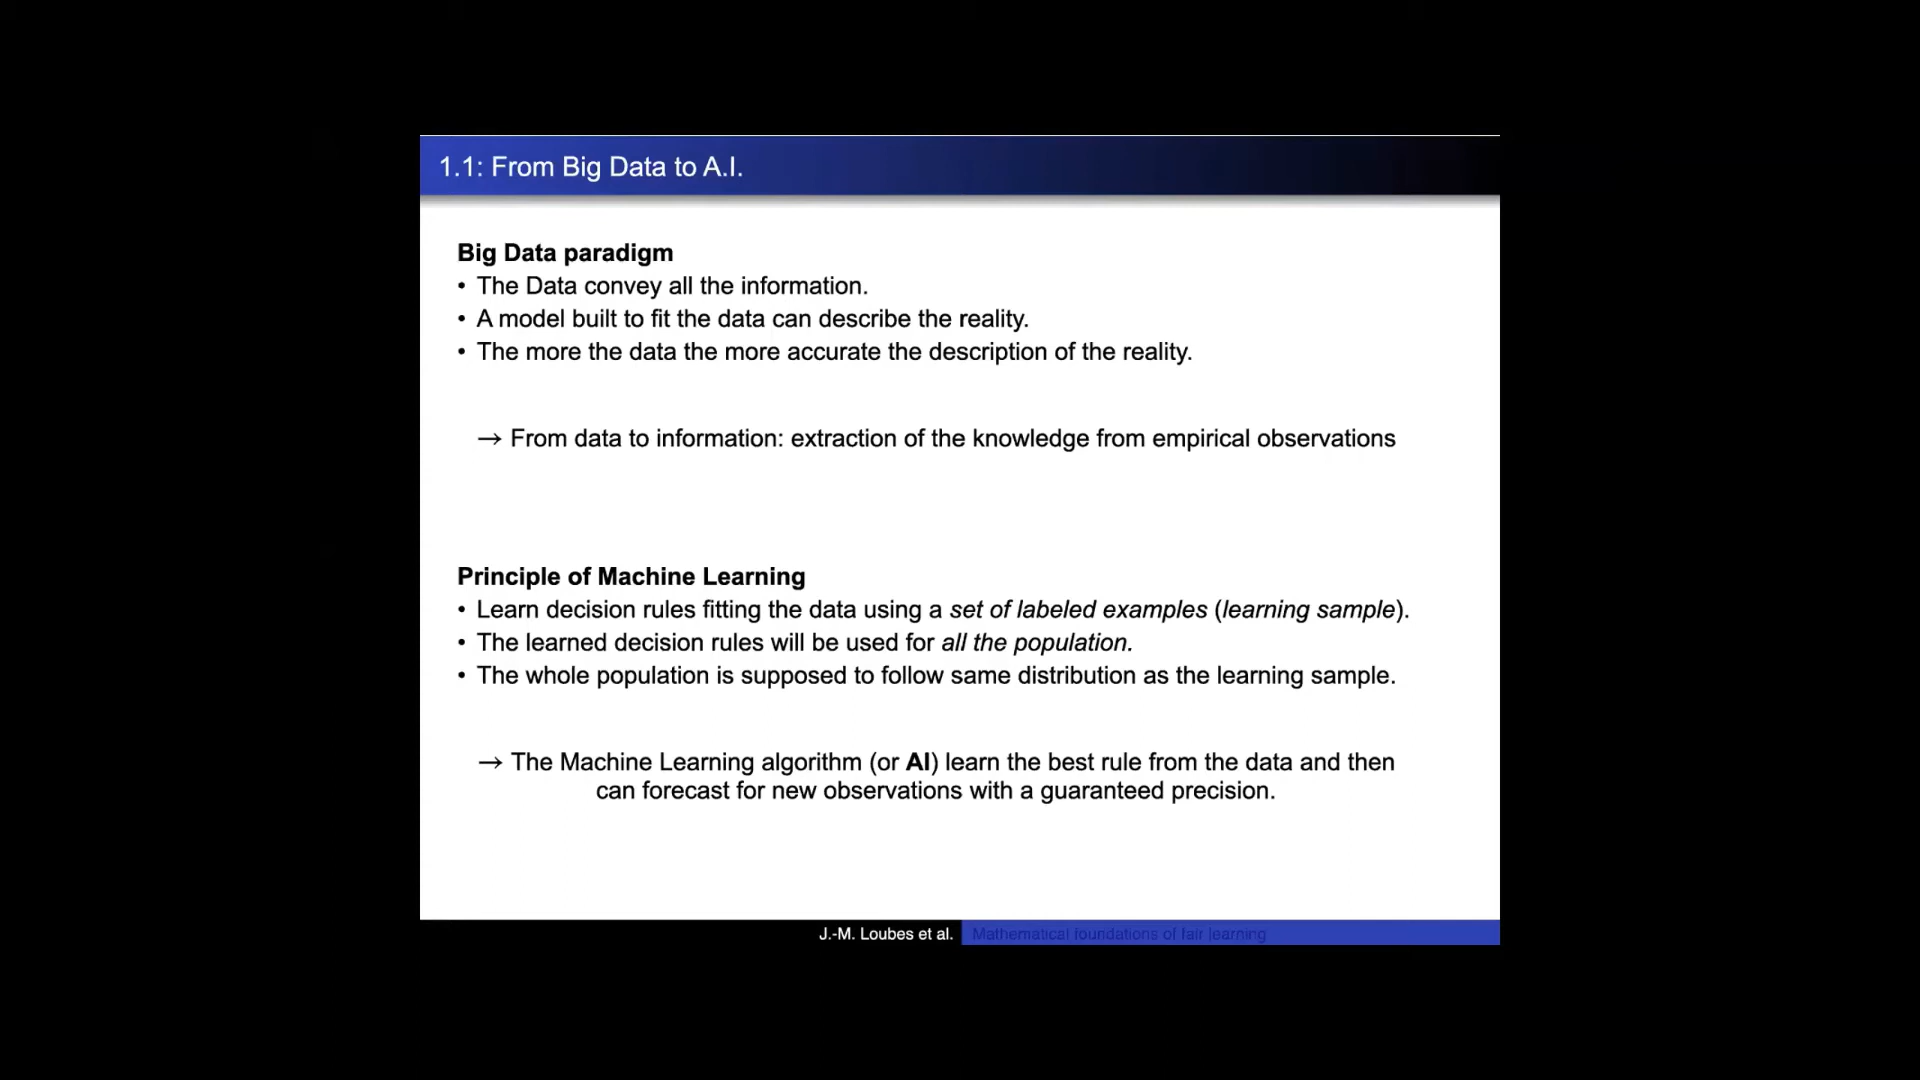 1.1: From Big Data to A.I.
Big Data paradigm
• The Data convey all the information.
• A model built to fit the data can describe the reality.
• The more the data the more accurate the description of the reality.
→ From data to information: extraction of the knowledge from empirical observations
Principle of Machine Learning
• Learn decision rules fitting the data using a set of labeled examples (learning sample).
• The learned decision rules will be used for all the population.
• The whole population is supposed to follow same distribution as the learning sample.
→ The Machine Learning algorithm (or AI) learn the best rule from the data and then
can forecast for new observations with a guaranteed precision.
J.-M. Loubes et al. Mathematical foundations of fair learning